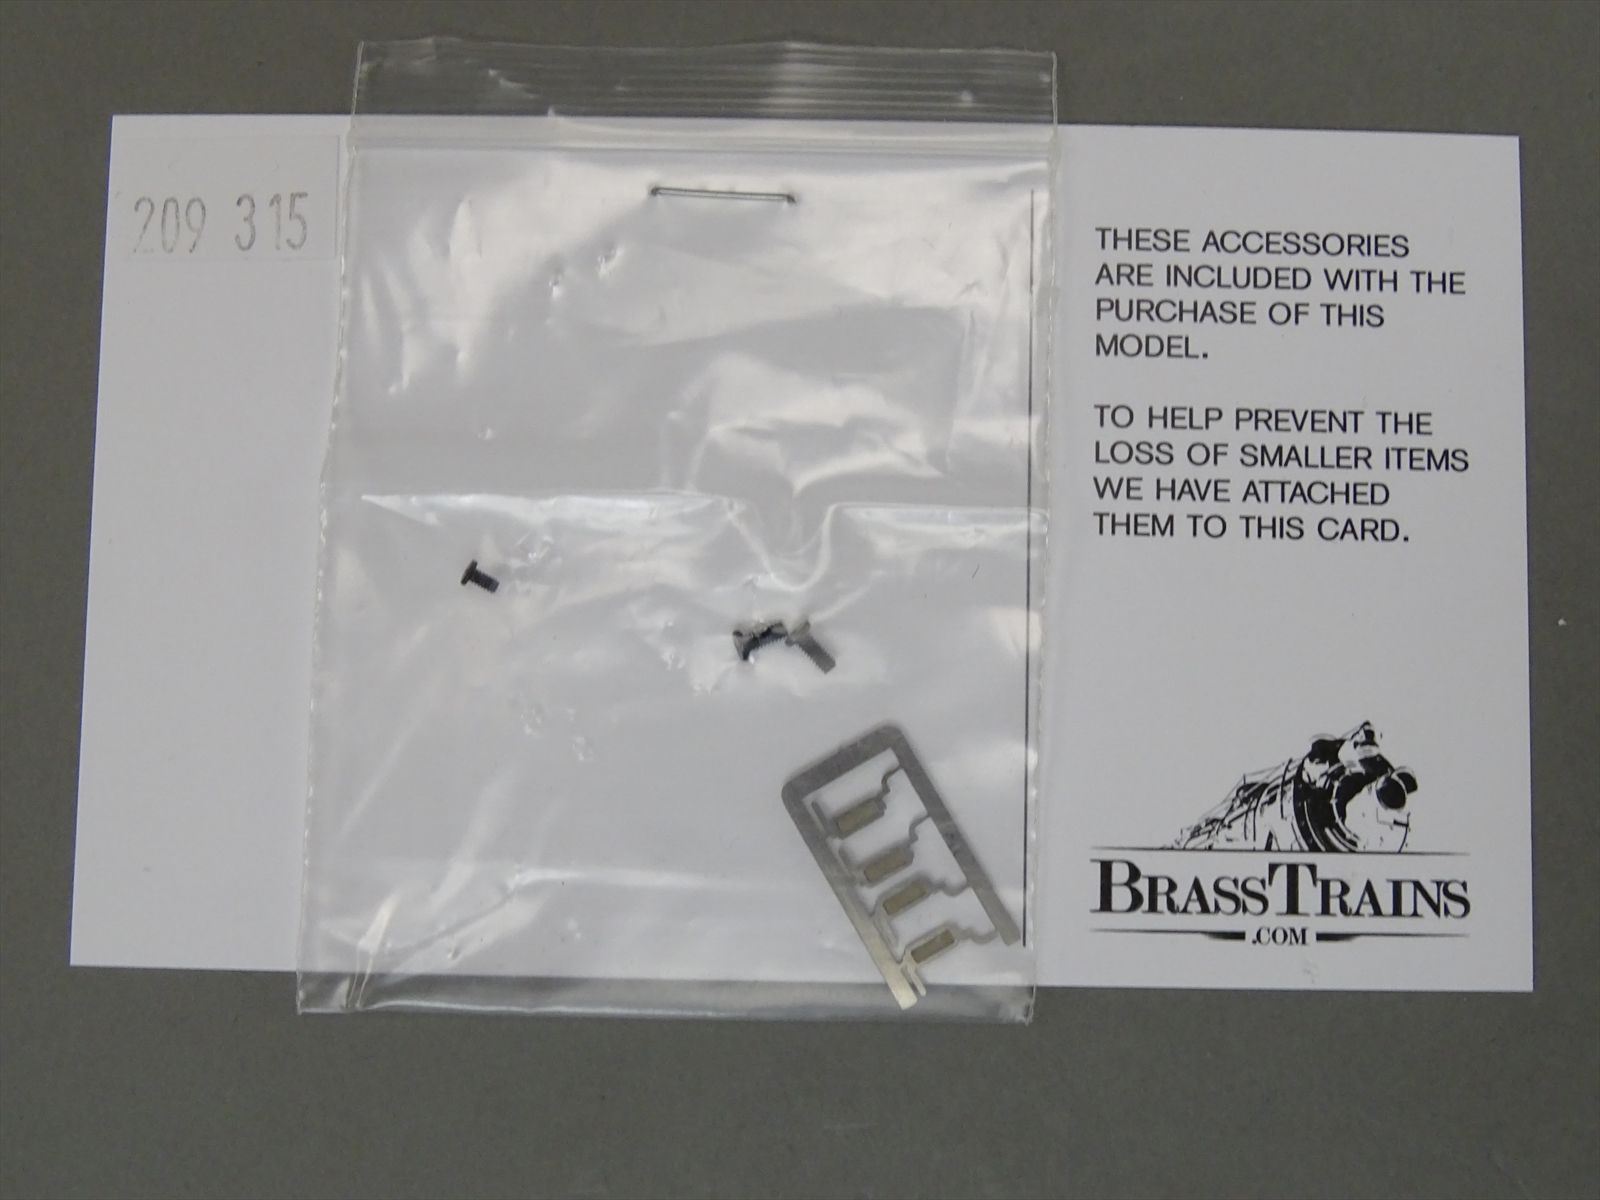 209 315
THESE ACCESSORIES
ARE INCLUDED WITH THE
PURCHASE OF THIS
MODEL.
TO HELP PREVENT THE
LOSS OF SMALLER ITEMS
WE HAVE ATTACHED
THEM TO THIS CARD.
BRASSTRAINS
.COM